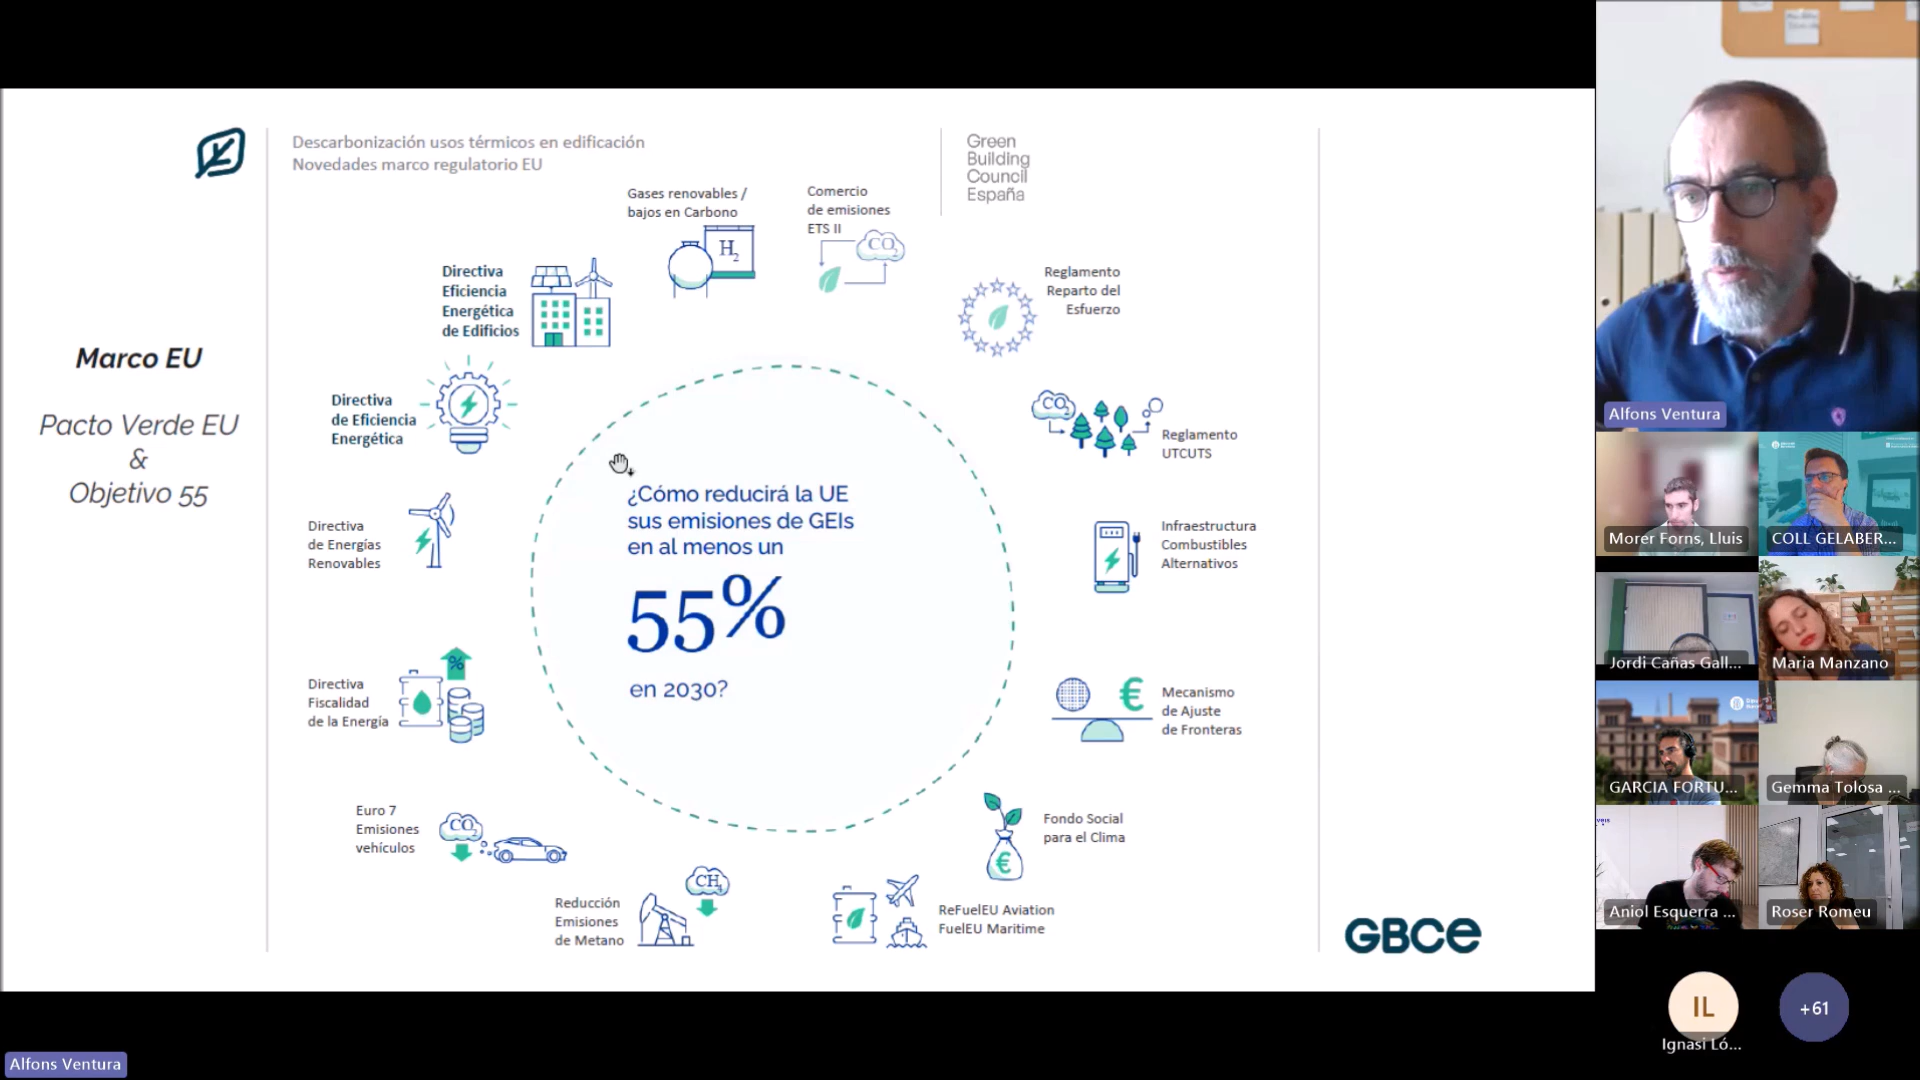 Descarbonización usos térmicos en edificación
Novedades marco regulatorio EU
Green
Building
Council
España
Marco EU
Pacto Verde EU
&
Objetivo 55
Gases renovables /
bajos en Carbono
H2
Comercio
de emisiones
ETS II
CO2
Directiva
Eficiencia
Energética
de Edificios
Reglamento
Reparto del
Esfuerzo
Directiva
de Eficiencia
Energética
CO2
Reglamento
UTCUTS
Directiva
de Energías
Renovables
Infraestructura
Combustibles
Alternativos
¿Cómo reducirá la UE
sus emisiones de GEIs
en al menos un
55%
en 2030?
Directiva
Fiscalidad
de la Energía
%
€
Mecanismo
de Ajuste
de Fronteras
Euro 7
Emisiones
vehículos
CO2
Fondo Social
para el Clima
€
Reducción
Emisiones
de Metano
CH4
ReFuelEU Aviation
FuelEU Maritime
GBCe
Alfons Ventura
Morer Forns, Lluis
COLL GELABER...
Jordi Cañas Gall...
Maria Manzano
GARCIA FORTU...
Gemma Tolosa ...
Aniol Esquerra ...
Roser Romeu
IL
+61
Ignasi Ló...
Alfons Ventura